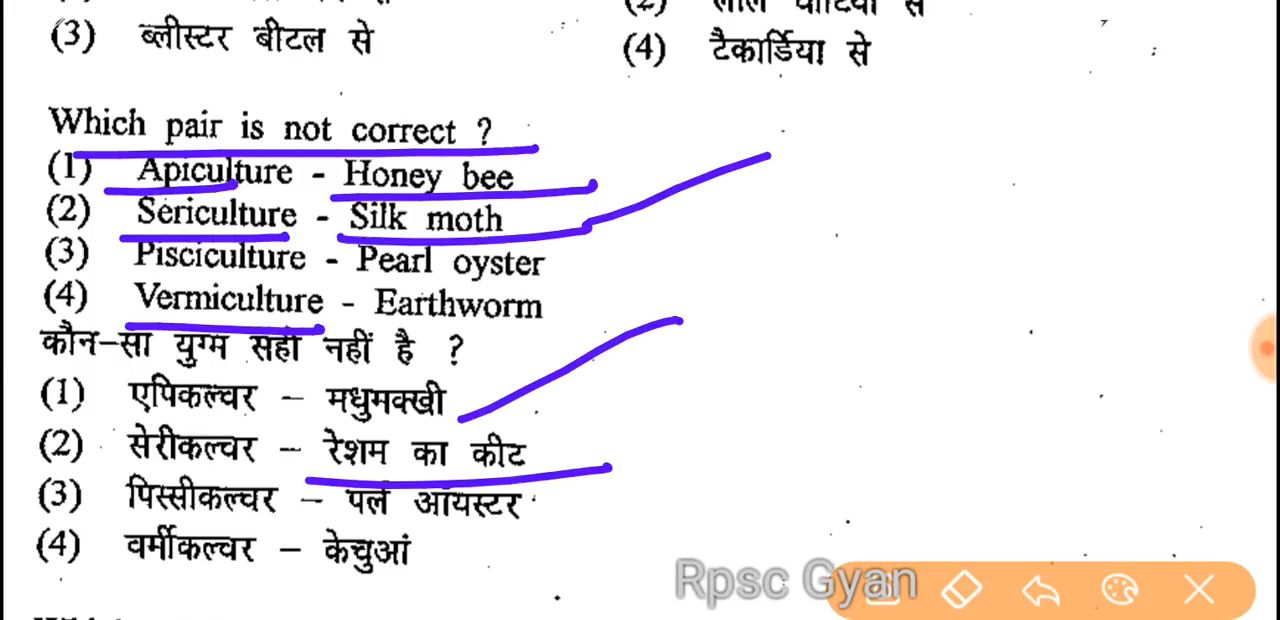 (3) ब्लीस्टर बीटल से
(4) टैकार्डिया से
Which pair is not correct ?
(1) Apiculture - Honey bee
(2) Sericulture - Silk moth
(3) Pisciculture - Pearl oyster
(4) Vermiculture - Earthworm
कौन-सा युग्म सही नहीं है ?
(1) एपिकल्चर – मधुमक्खी
(2) सेरीकल्चर – रेशम का कीट
(3) पिस्सीकल्चर – पर्ल ऑयस्टर
(4) वर्मीकल्चर – केचुआं
Rpsc Gyan